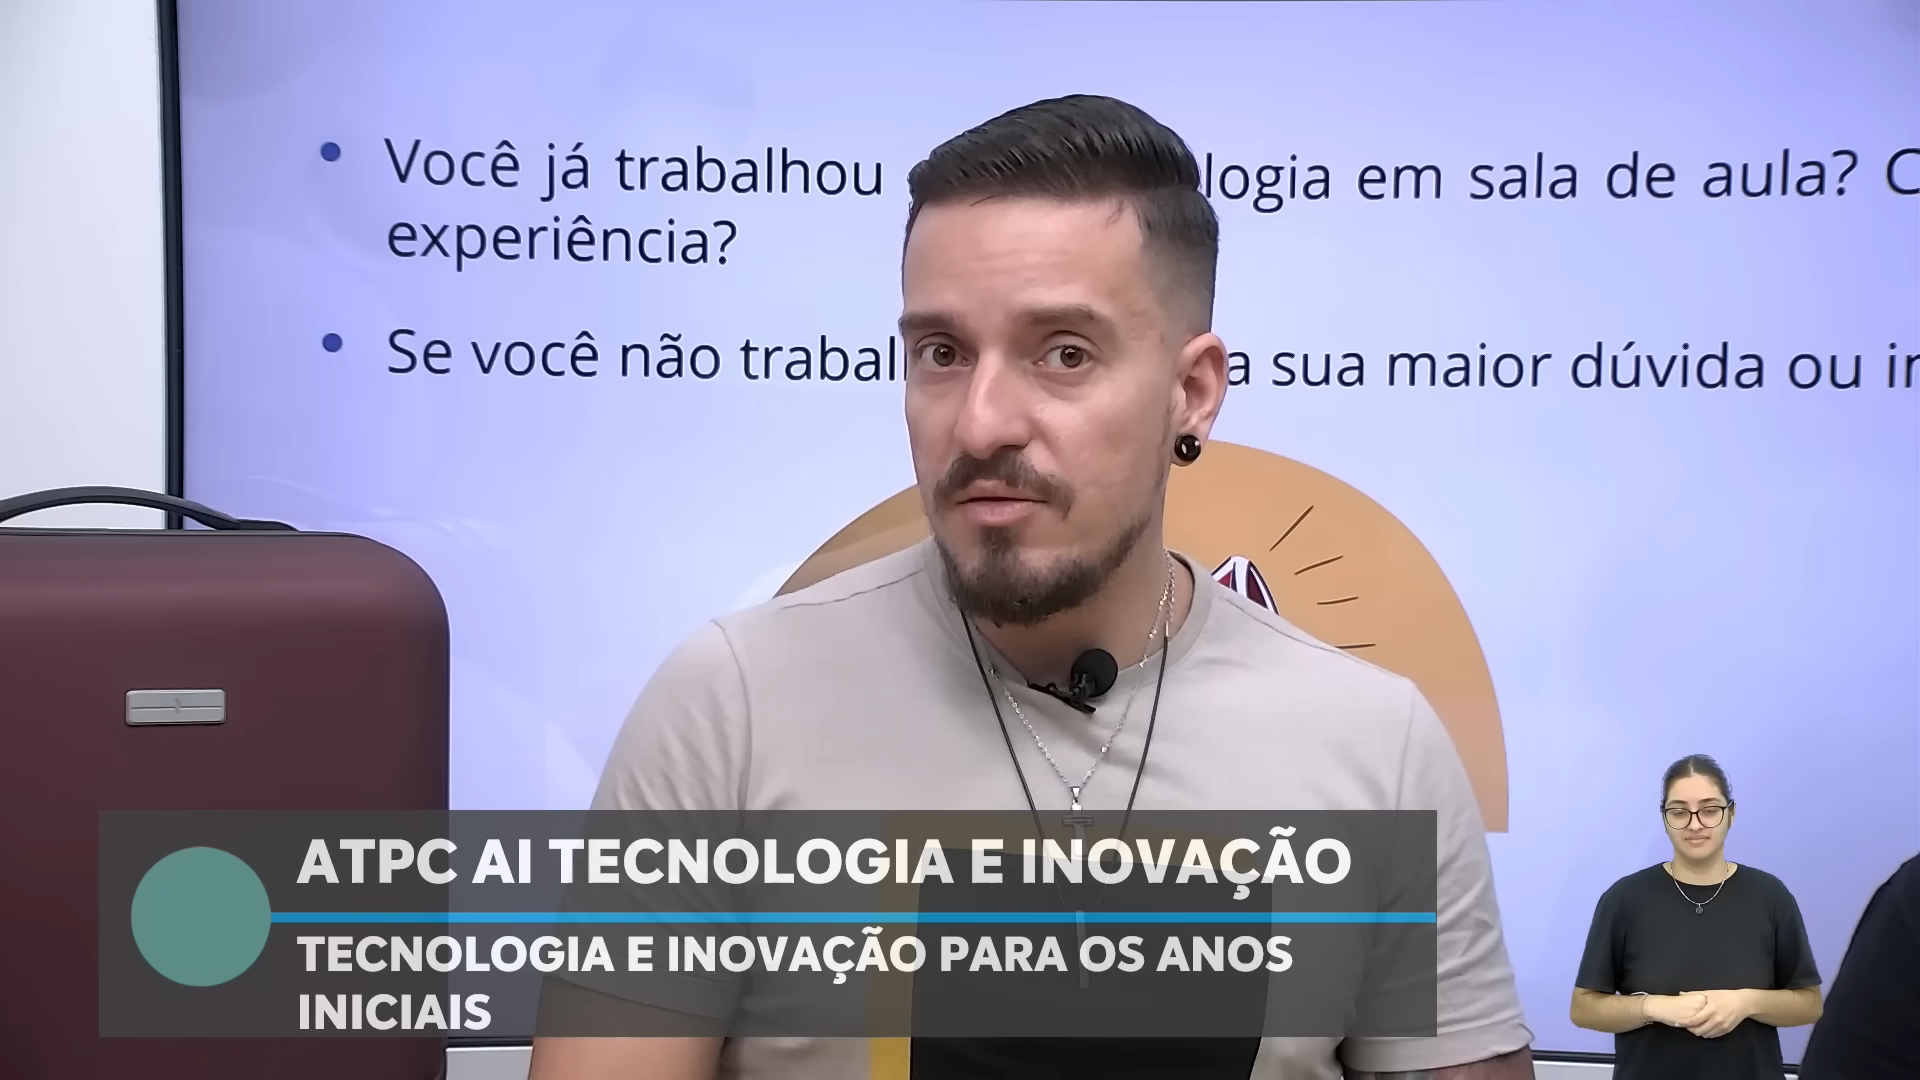 Você já trabalhou logia em sala de aula?
experiência?
Se você não a sua maior dúvida ou
ATPC AI TECNOLOGIA E INOVAÇÃO
TECNOLOGIA E INOVAÇÃO PARA OS ANOS
INICIAIS